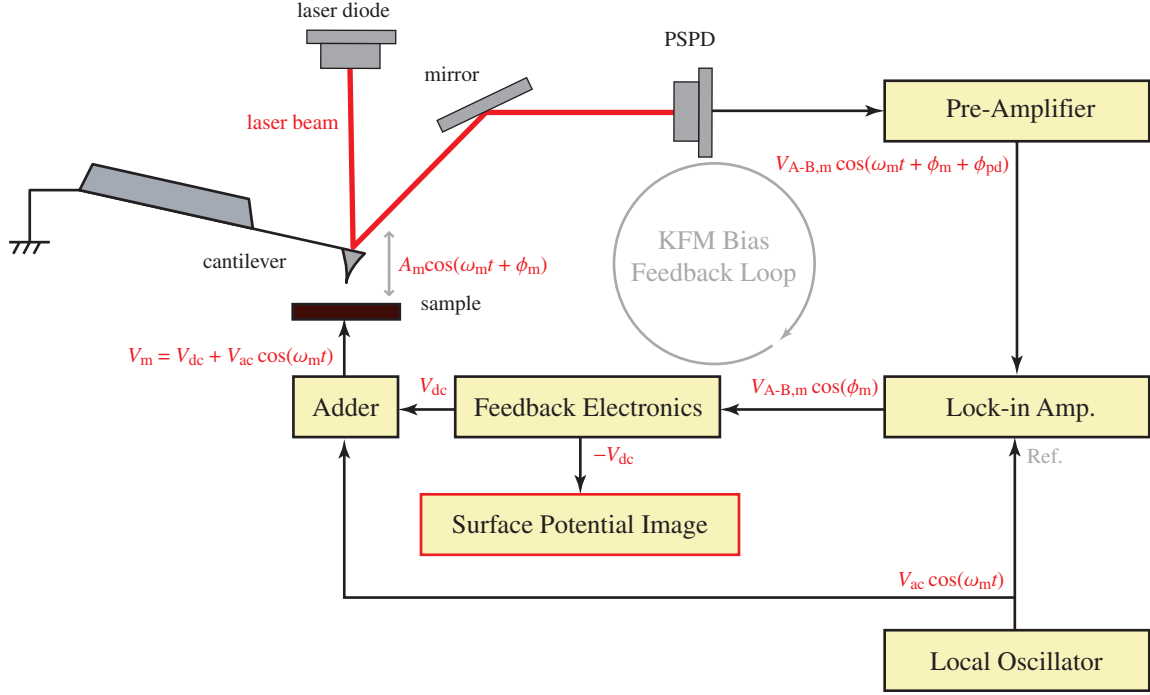 laser diode
PSPD
mirror
laser beam
Pre-Amplifier
V_A-B,m cos(ω_m t + ϕ_m + ϕ_pd)
KFM Bias
Feedback Loop
cantilever
A_m cos(ω_m t + ϕ_m)
sample
V_m = V_dc + V_ac cos(ω_m t)
V_dc
V_A-B,m cos(ϕ_m)
Adder
Feedback Electronics
Lock-in Amp.
−V_dc
Ref.
Surface Potential Image
V_ac cos(ω_m t)
Local Oscillator